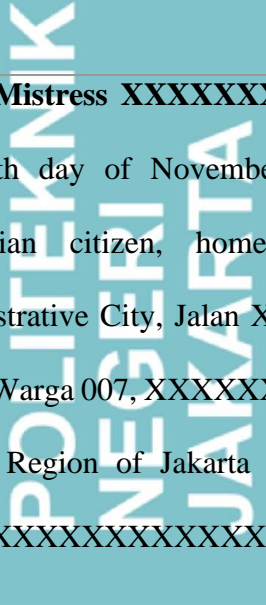 Mistress XXXXXXX
th day of Novembe
ian citizen, home
strative City, Jalan X
Warga 007, XXXXXX
Region of Jakarta
XXXXXXXXXXXXX
POLITEKNIK
NEGERI
JAKARTA